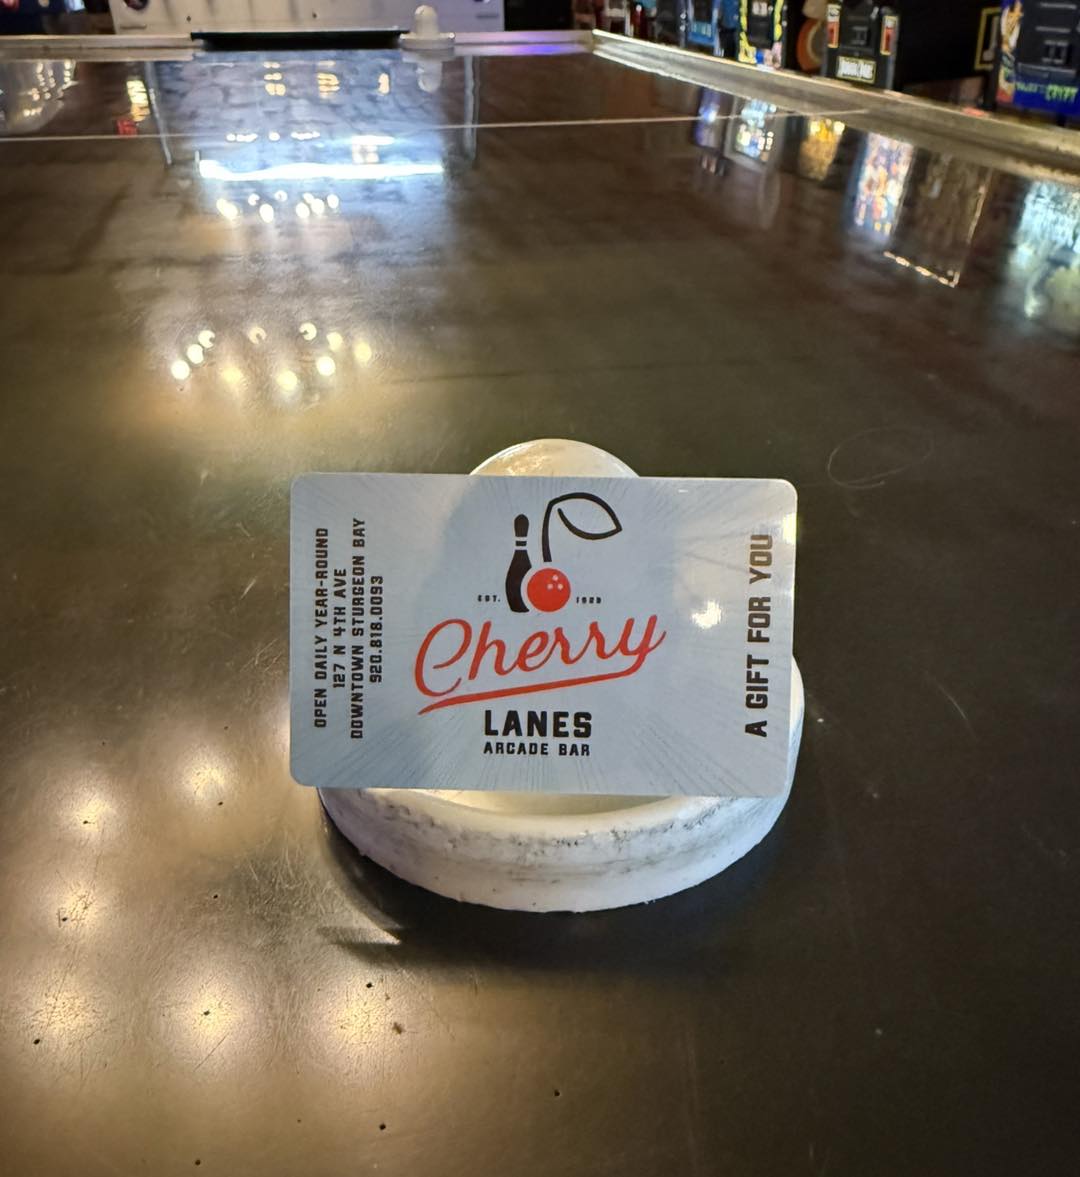 OPEN DAILY YEAR-ROUND
127 N 4TH AVE
DOWNTOWN STURGEON BAY
920.818.0093
EST.
Cherry
LANES
ARCADE BAR
A GIFT FOR YOU